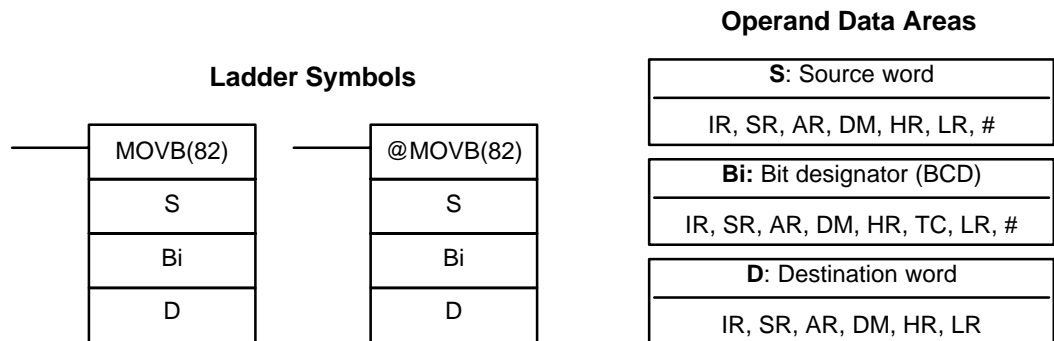 Ladder Symbols
MOVB(82)
S
Bi
D
@MOVB(82)
S
Bi
D
Operand Data Areas
S: Source word
IR, SR, AR, DM, HR, LR, #
Bi: Bit designator (BCD)
IR, SR, AR, DM, HR, TC, LR, #
D: Destination word
IR, SR, AR, DM, HR, LR